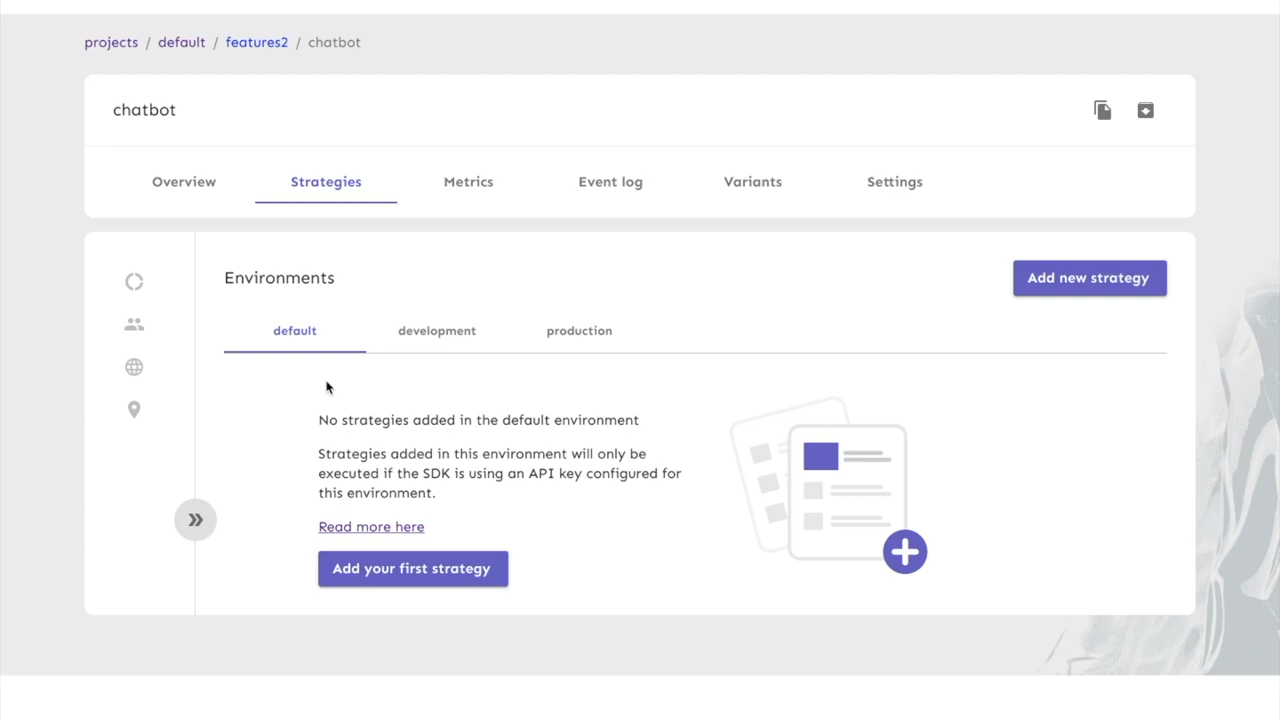 projects / default / features2 / chatbot
chatbot
Overview Strategies Metrics Event log Variants Settings
Environments
Add new strategy
default development production
No strategies added in the default environment
Strategies added in this environment will only be
executed if the SDK is using an API key configured for
this environment.
Read more here
Add your first strategy